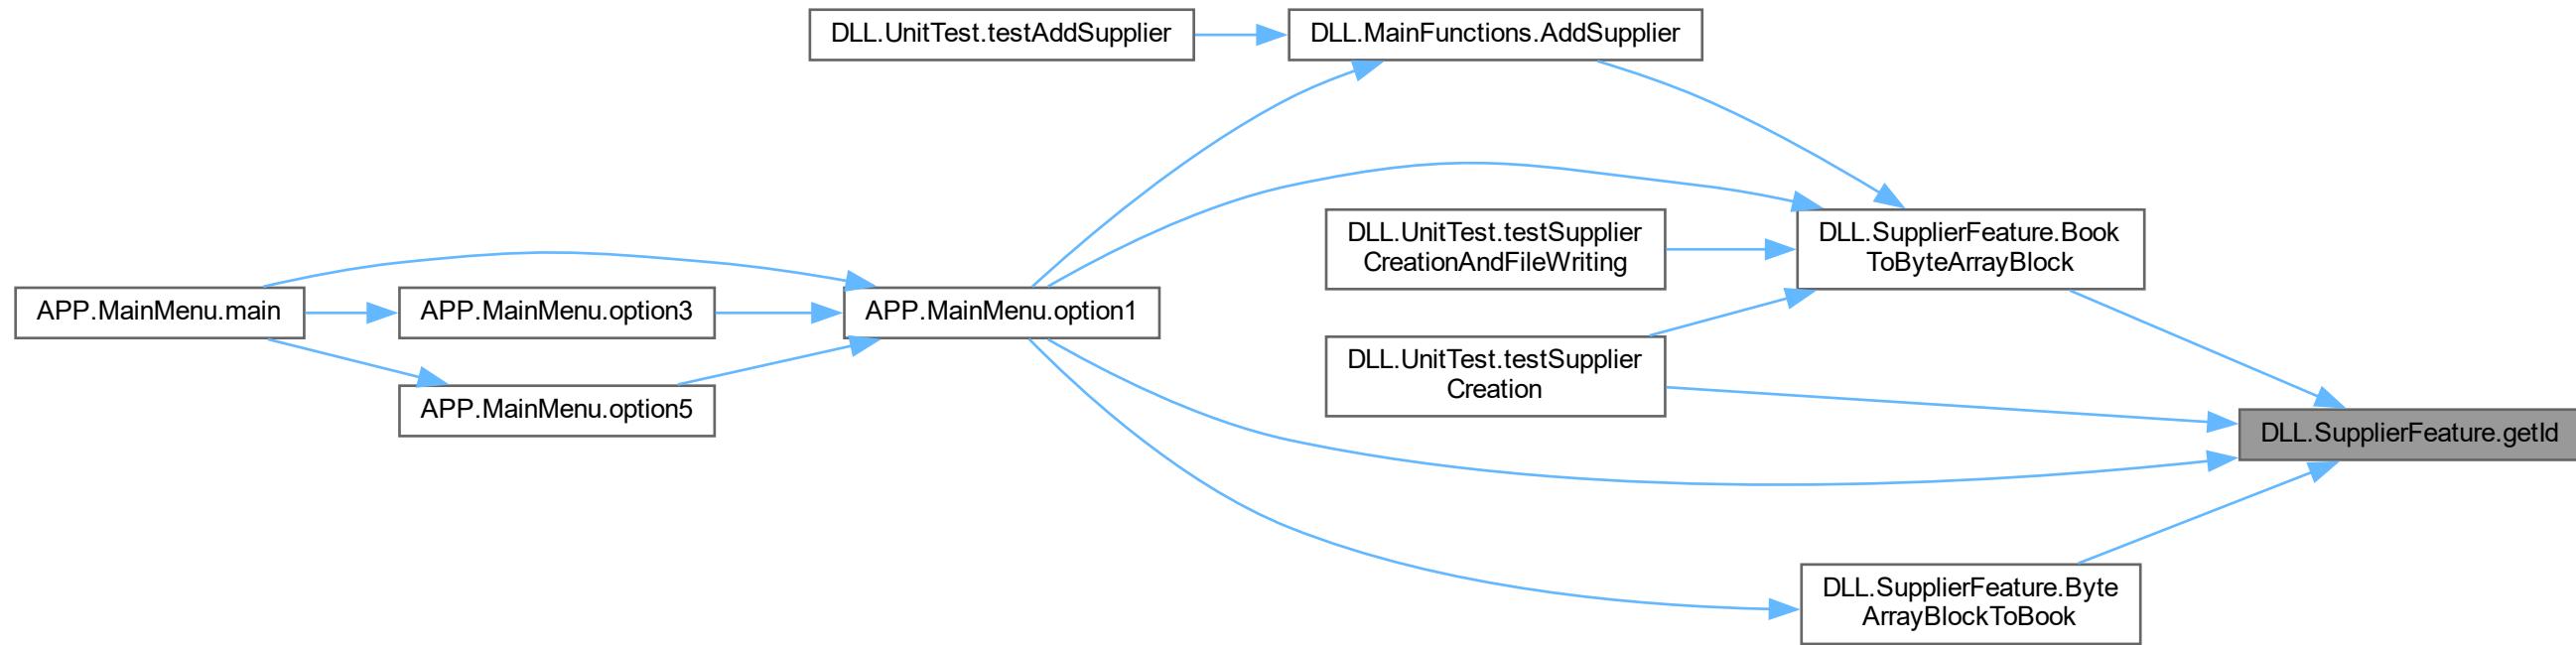 DLL.UnitTest.testAddSupplier
DLL.MainFunctions.AddSupplier
DLL.UnitTest.testSupplier
CreationAndFileWriting
DLL.SupplierFeature.Book
ToByteArrayBlock
APP.MainMenu.main
APP.MainMenu.option3
APP.MainMenu.option1
DLL.UnitTest.testSupplier
Creation
APP.MainMenu.option5
DLL.SupplierFeature.getId
DLL.SupplierFeature.Byte
ArrayBlockToBook